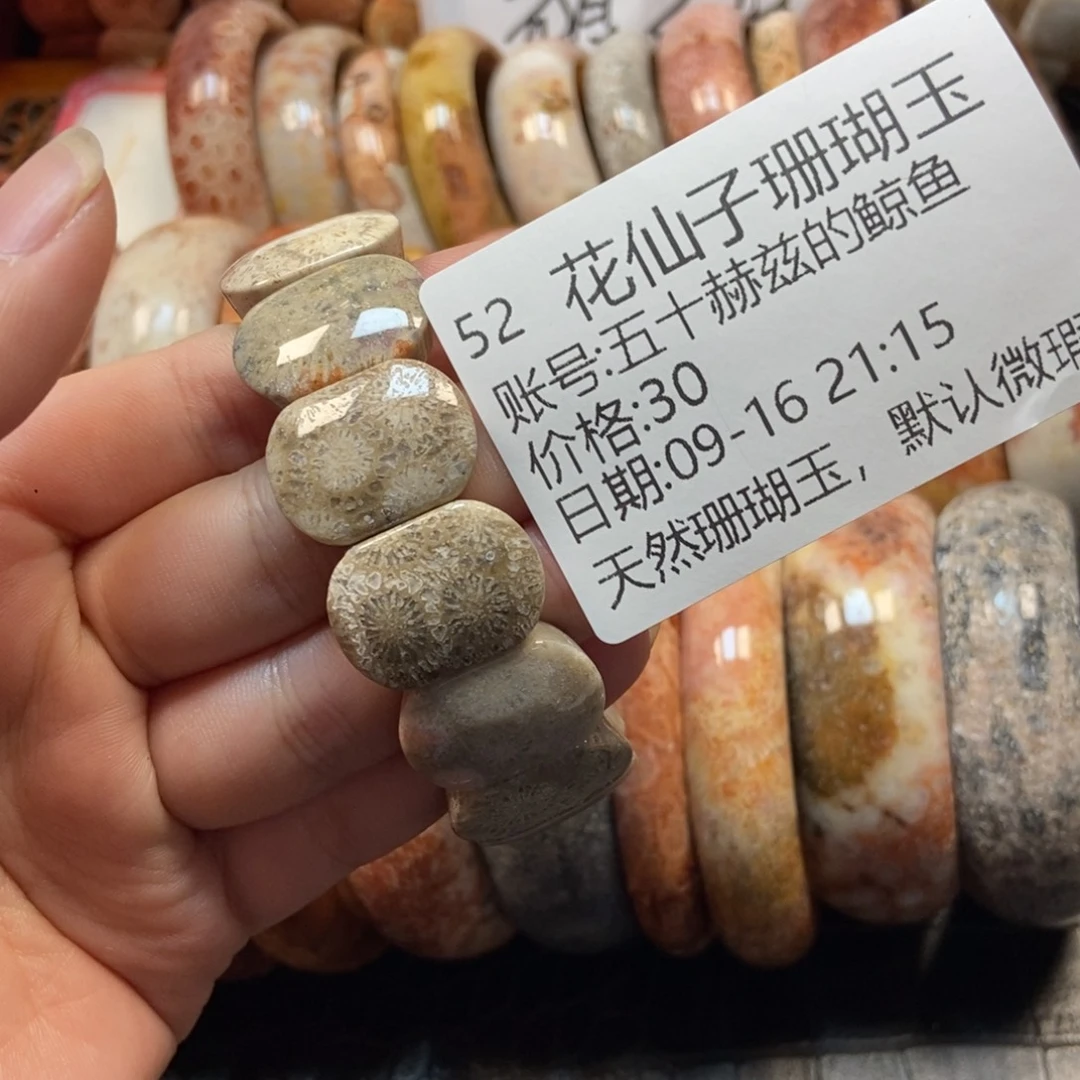 52 花仙子珊瑚玉
账号:五十赫兹的鲸鱼
价格:30
日期:09-16 21:15
天然珊瑚玉，默认微瑕